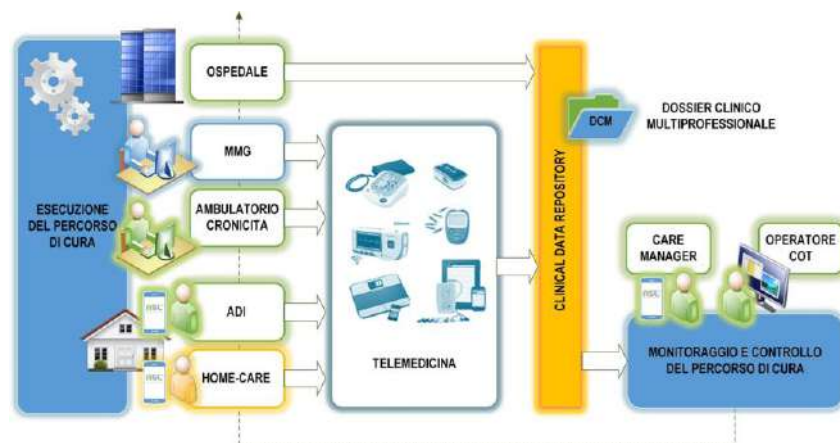 OSPEDALE
MMG
AMBULATORIO
CRONICITA
ADI
HOME-CARE
ESECUZIONE
DEL PERCORSO
DI CURA
TELEMEDICINA
CLINICAL DATA REPOSITORY
DCM
DOSSIER CLINICO
MULTIPROFESSIONALE
CARE
MANAGER
OPERATORE
COT
MONITORAGGIO E CONTROLLO
DEL PERCORSO DI CURA